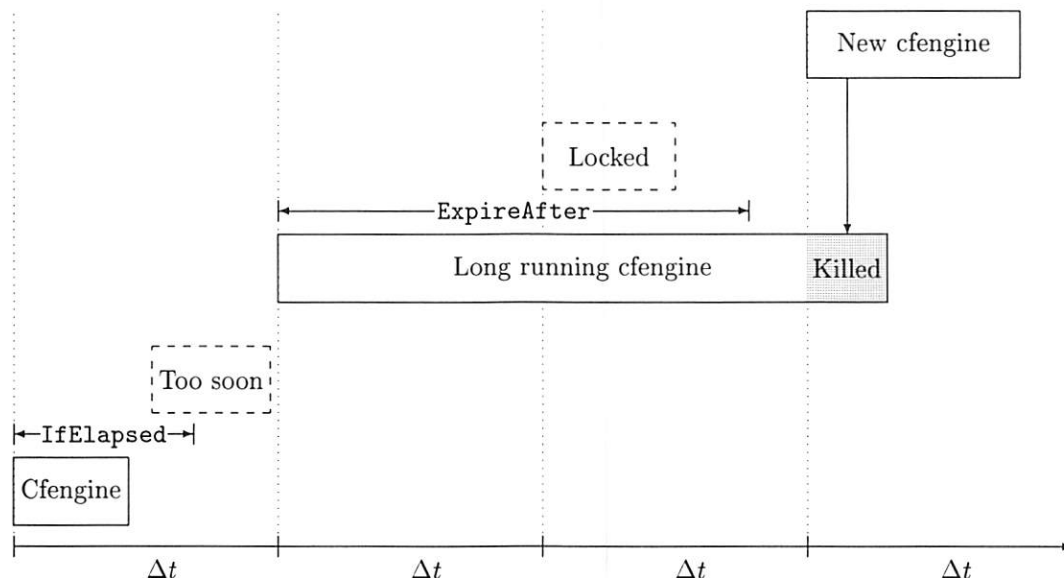 New cfengine
Locked
ExpireAfter
Long running cfengine
Killed
Too soon
IfElapsed
Cfengine
Δt
Δt
Δt
Δt